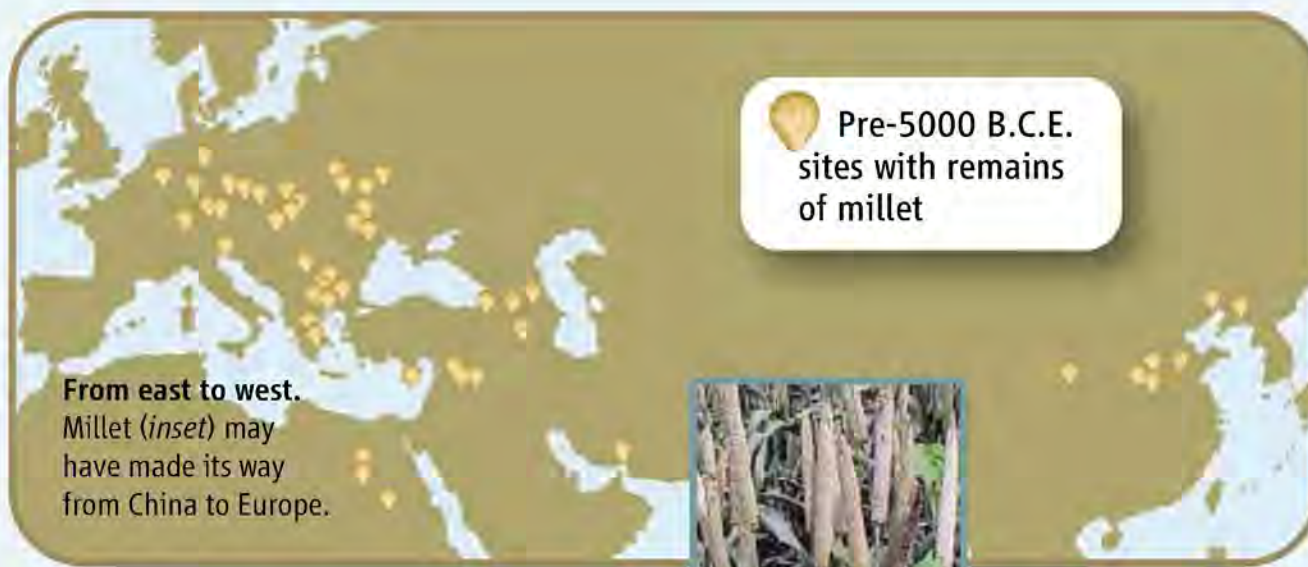 Pre-5000 B.C.E.
sites with remains
of millet
From east to west.
Millet (inset) may
have made its way
from China to Europe.